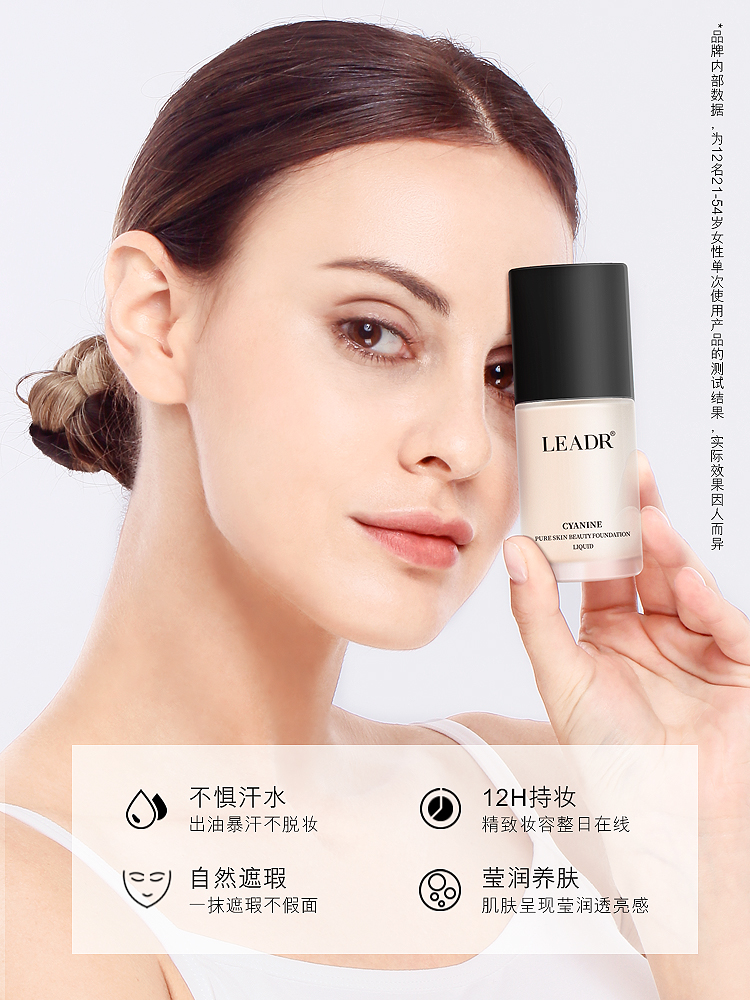 *品牌内部数据,为12名21-54岁女性单次使用产品的测试结果,实际效果因人而异
LEADR®
CYANINE
PURE SKIN BEAUTY FOUNDATION
LIQUID
不惧汗水
出油暴汗不脱妆
12H持妆
精致妆容整日在线
自然遮瑕
一抹遮瑕不假面
莹润养肤
肌肤呈现莹润透亮感